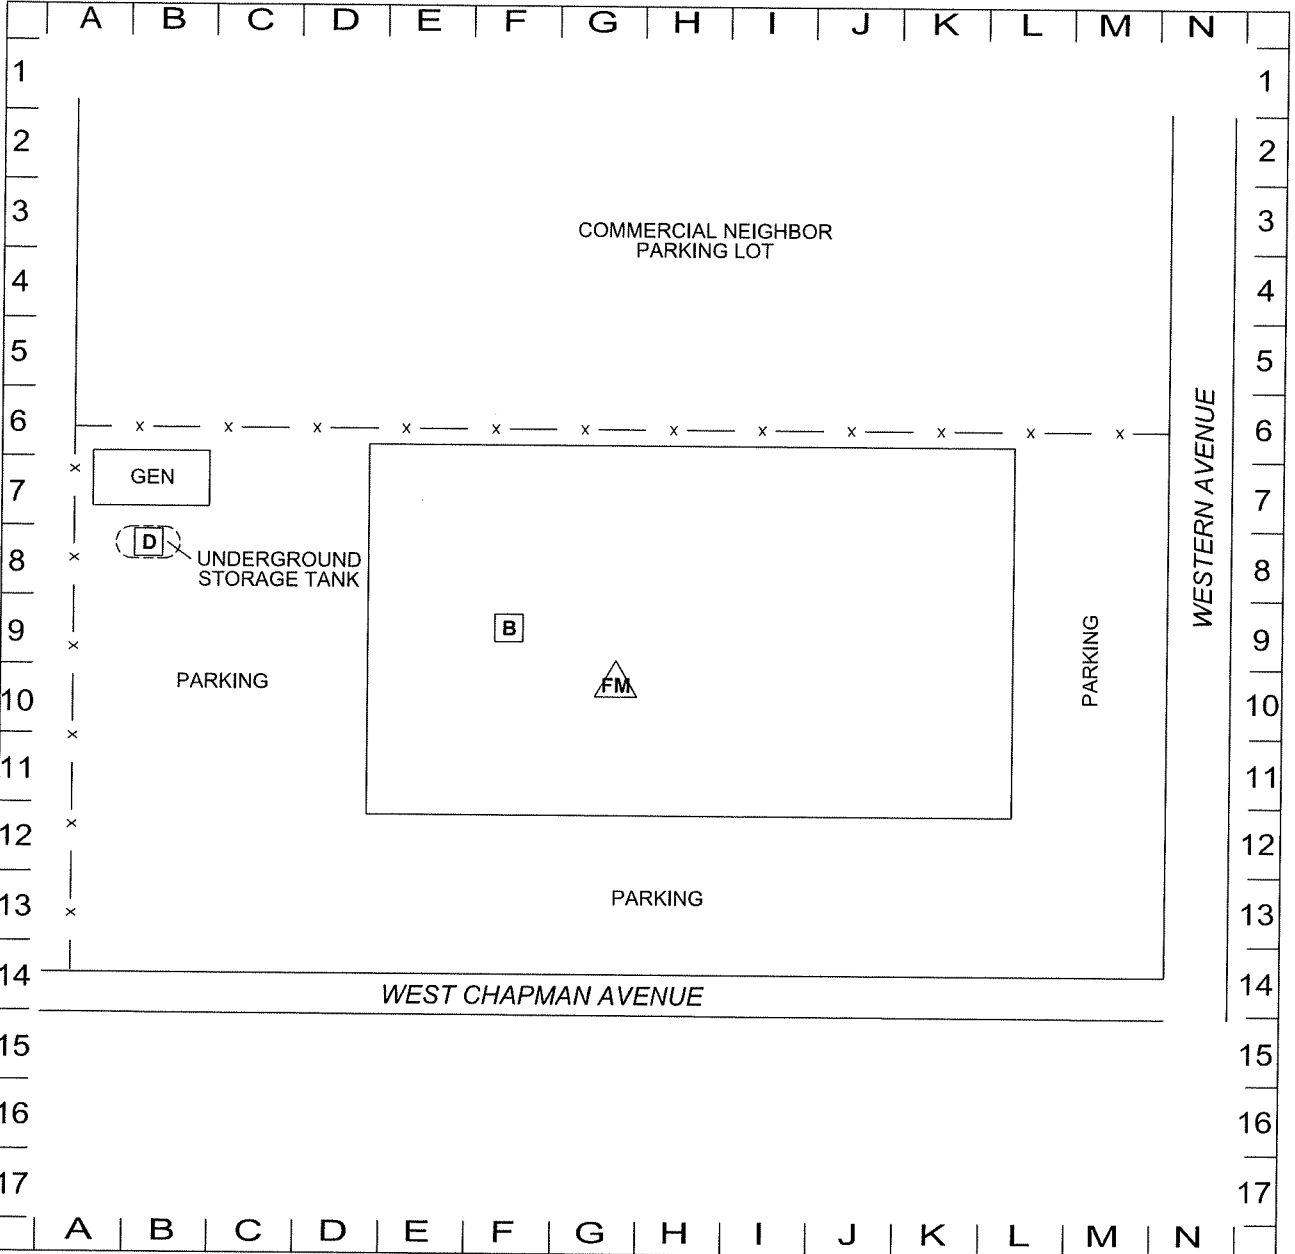 A B C D E F G H I J K L M N
1 1
2 2
3 3
COMMERCIAL NEIGHBOR
PARKING LOT
4 4
5 5
6 x x x x x x x x x x x x 6
WESTERN AVENUE
x
GEN
7 7
D
UNDERGROUND
STORAGE TANK
8 x 8
B
9 x 9
PARKING
FM
PARKING
10 10
x
11 11
x
12 12
PARKING
13 x 13
14 14
WEST CHAPMAN AVENUE
15 15
16 16
17 17
A B C D E F G H I J K L M N